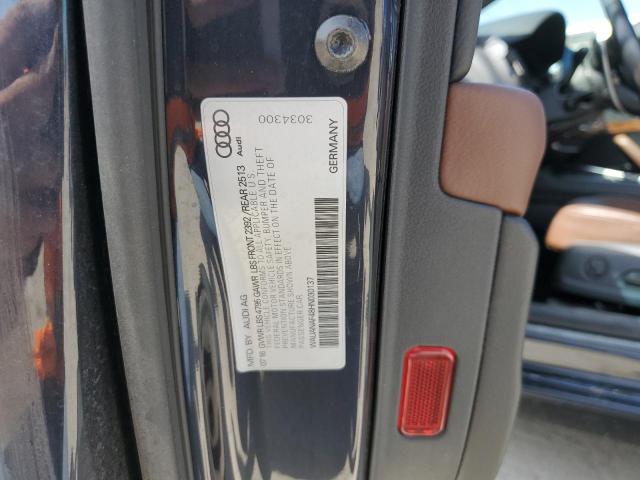 MFD. BY AUDI AG
07/16 GVWR LBS 4795 GAWR LBS FRONT 2392 / REAR 2513
THIS VEHICLE CONFORMS TO ALL APPLICABLE U.S.
FEDERAL MOTOR VEHICLE SAFETY, BUMPER AND THEFT
PREVENTION STANDARDS IN EFFECT ON THE DATE OF
MANUFACTURE SHOWN ABOVE.
PASSENGER CAR
WAUANAF48HN030137
GERMANY
Audi
3034300